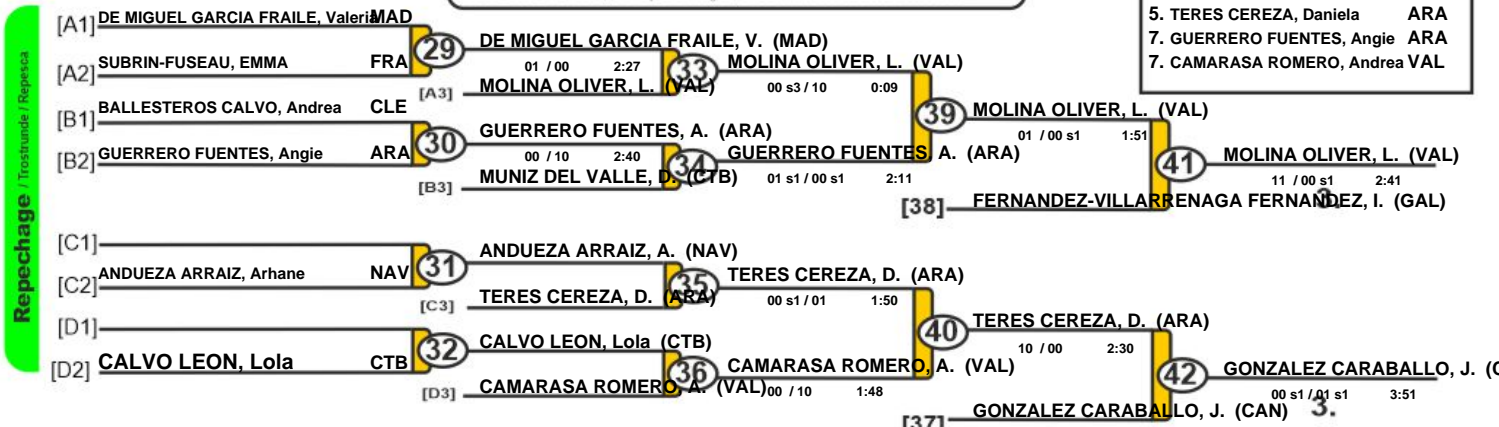 5. TERES CEREZA, Daniela ARA
7. GUERRERO FUENTES, Angie ARA
7. CAMARASA ROMERO, Andrea VAL
Repechage / Trostrunde / Repesca
[A1] DE MIGUEL GARCIA FRAILE, Valeria MAD
[A2] SUBRIN-FUSEAU, EMMA FRA
29
DE MIGUEL GARCIA FRAILE, V. (MAD)
01 / 00 2:27
[A3] MOLINA OLIVER, L. (VAL)
33
MOLINA OLIVER, L. (VAL)
00 s3 / 10 0:09
[B1] BALLESTEROS CALVO, Andrea CLE
[B2] GUERRERO FUENTES, Angie ARA
30
GUERRERO FUENTES, A. (ARA)
00 / 10 2:40
[B3] MUNIZ DEL VALLE, D. (CTB)
34
GUERRERO FUENTES, A. (ARA)
01 s1 / 00 s1 2:11
39
MOLINA OLIVER, L. (VAL)
01 / 00 s1 1:51
[38] FERNANDEZ-VILLARRENAGA FERNANDEZ, I. (GAL)
41
MOLINA OLIVER, L. (VAL)
11 / 00 s1 2:41
3.
[C1]
[C2] ANDUEZA ARRAIZ, Arhane NAV
31
ANDUEZA ARRAIZ, A. (NAV)
[C3] TERES CEREZA, D. (ARA)
35
TERES CEREZA, D. (ARA)
00 s1 / 01 1:50
[D1]
[D2] CALVO LEON, Lola CTB
32
CALVO LEON, Lola (CTB)
[D3] CAMARASA ROMERO, A. (VAL)
36
CAMARASA ROMERO, A. (VAL)
00 / 10 1:48
40
TERES CEREZA, D. (ARA)
10 / 00 2:30
[37] GONZALEZ CARABALLO, J. (CAN)
42
GONZALEZ CARABALLO, J.
00 s1 / 01 s1 3:51
3.